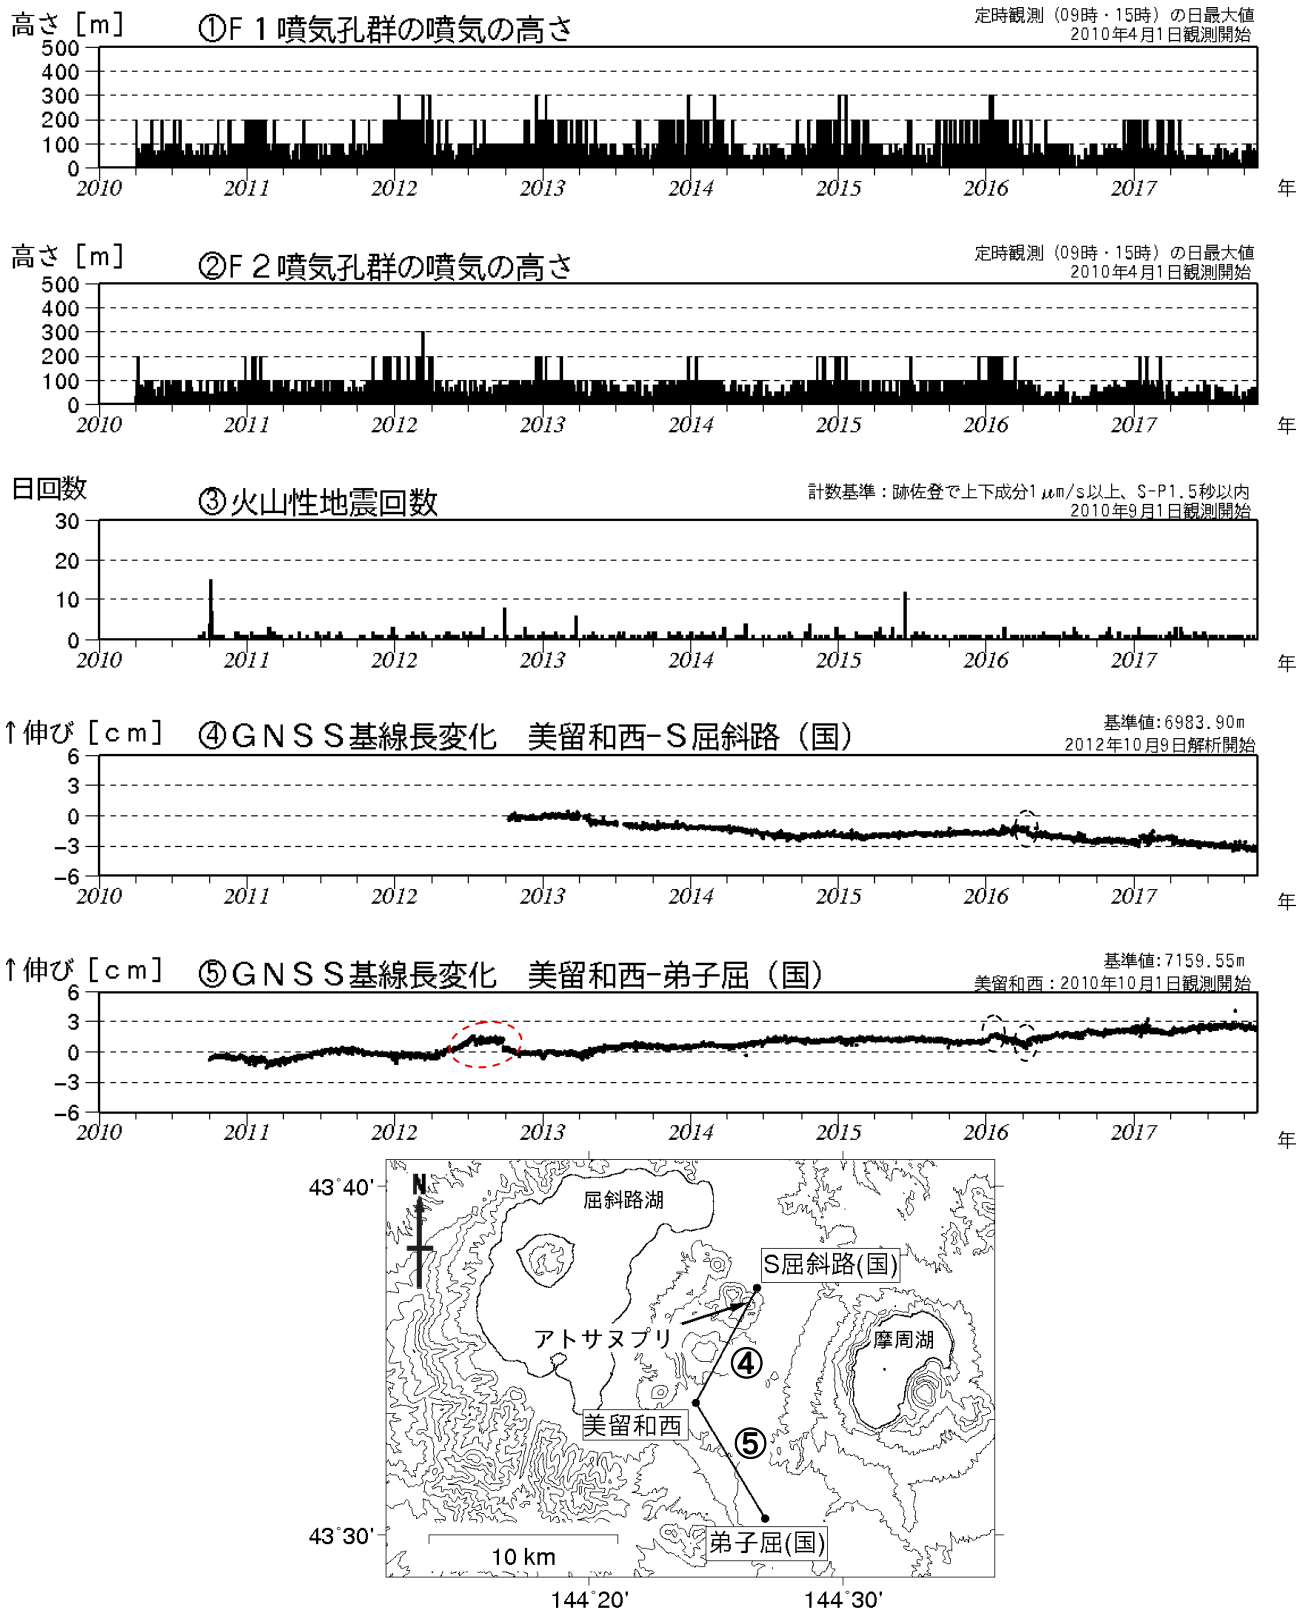 高さ [m]
①F1噴気孔群の噴気の高さ
定時観測（09時・15時）の日最大値
2010年4月1日観測開始
500
400
300
200
100
0
2010 2011 2012 2013 2014 2015 2016 2017 年
高さ [m]
②F2噴気孔群の噴気の高さ
定時観測（09時・15時）の日最大値
2010年4月1日観測開始
500
400
300
200
100
0
2010 2011 2012 2013 2014 2015 2016 2017 年
日回数
③火山性地震回数
計数基準：跡佐登で上下成分1μm/s以上、S-P1.5秒以内
2010年9月1日観測開始
30
20
10
0
2010 2011 2012 2013 2014 2015 2016 2017 年
↑伸び [cm]
④GNSS基線長変化　美留和西-S屈斜路（国）
基準値:6983.90m
2012年10月9日解析開始
6
3
0
-3
-6
2010 2011 2012 2013 2014 2015 2016 2017 年
↑伸び [cm]
⑤GNSS基線長変化　美留和西-弟子屈（国）
基準値:7159.55m
美留和西：2010年10月1日観測開始
6
3
0
-3
-6
2010 2011 2012 2013 2014 2015 2016 2017 年
43°40'
N
屈斜路湖
S屈斜路(国)
アトサヌプリ
摩周湖
④
美留和西
⑤
43°30'
弟子屈(国)
10 km
144°20' 144°30'